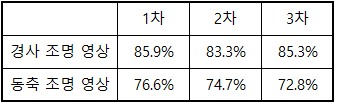 1차 2차 3차
경사 조명 영상 85.9% 83.3% 85.3%
동축 조명 영상 76.6% 74.7% 72.8%